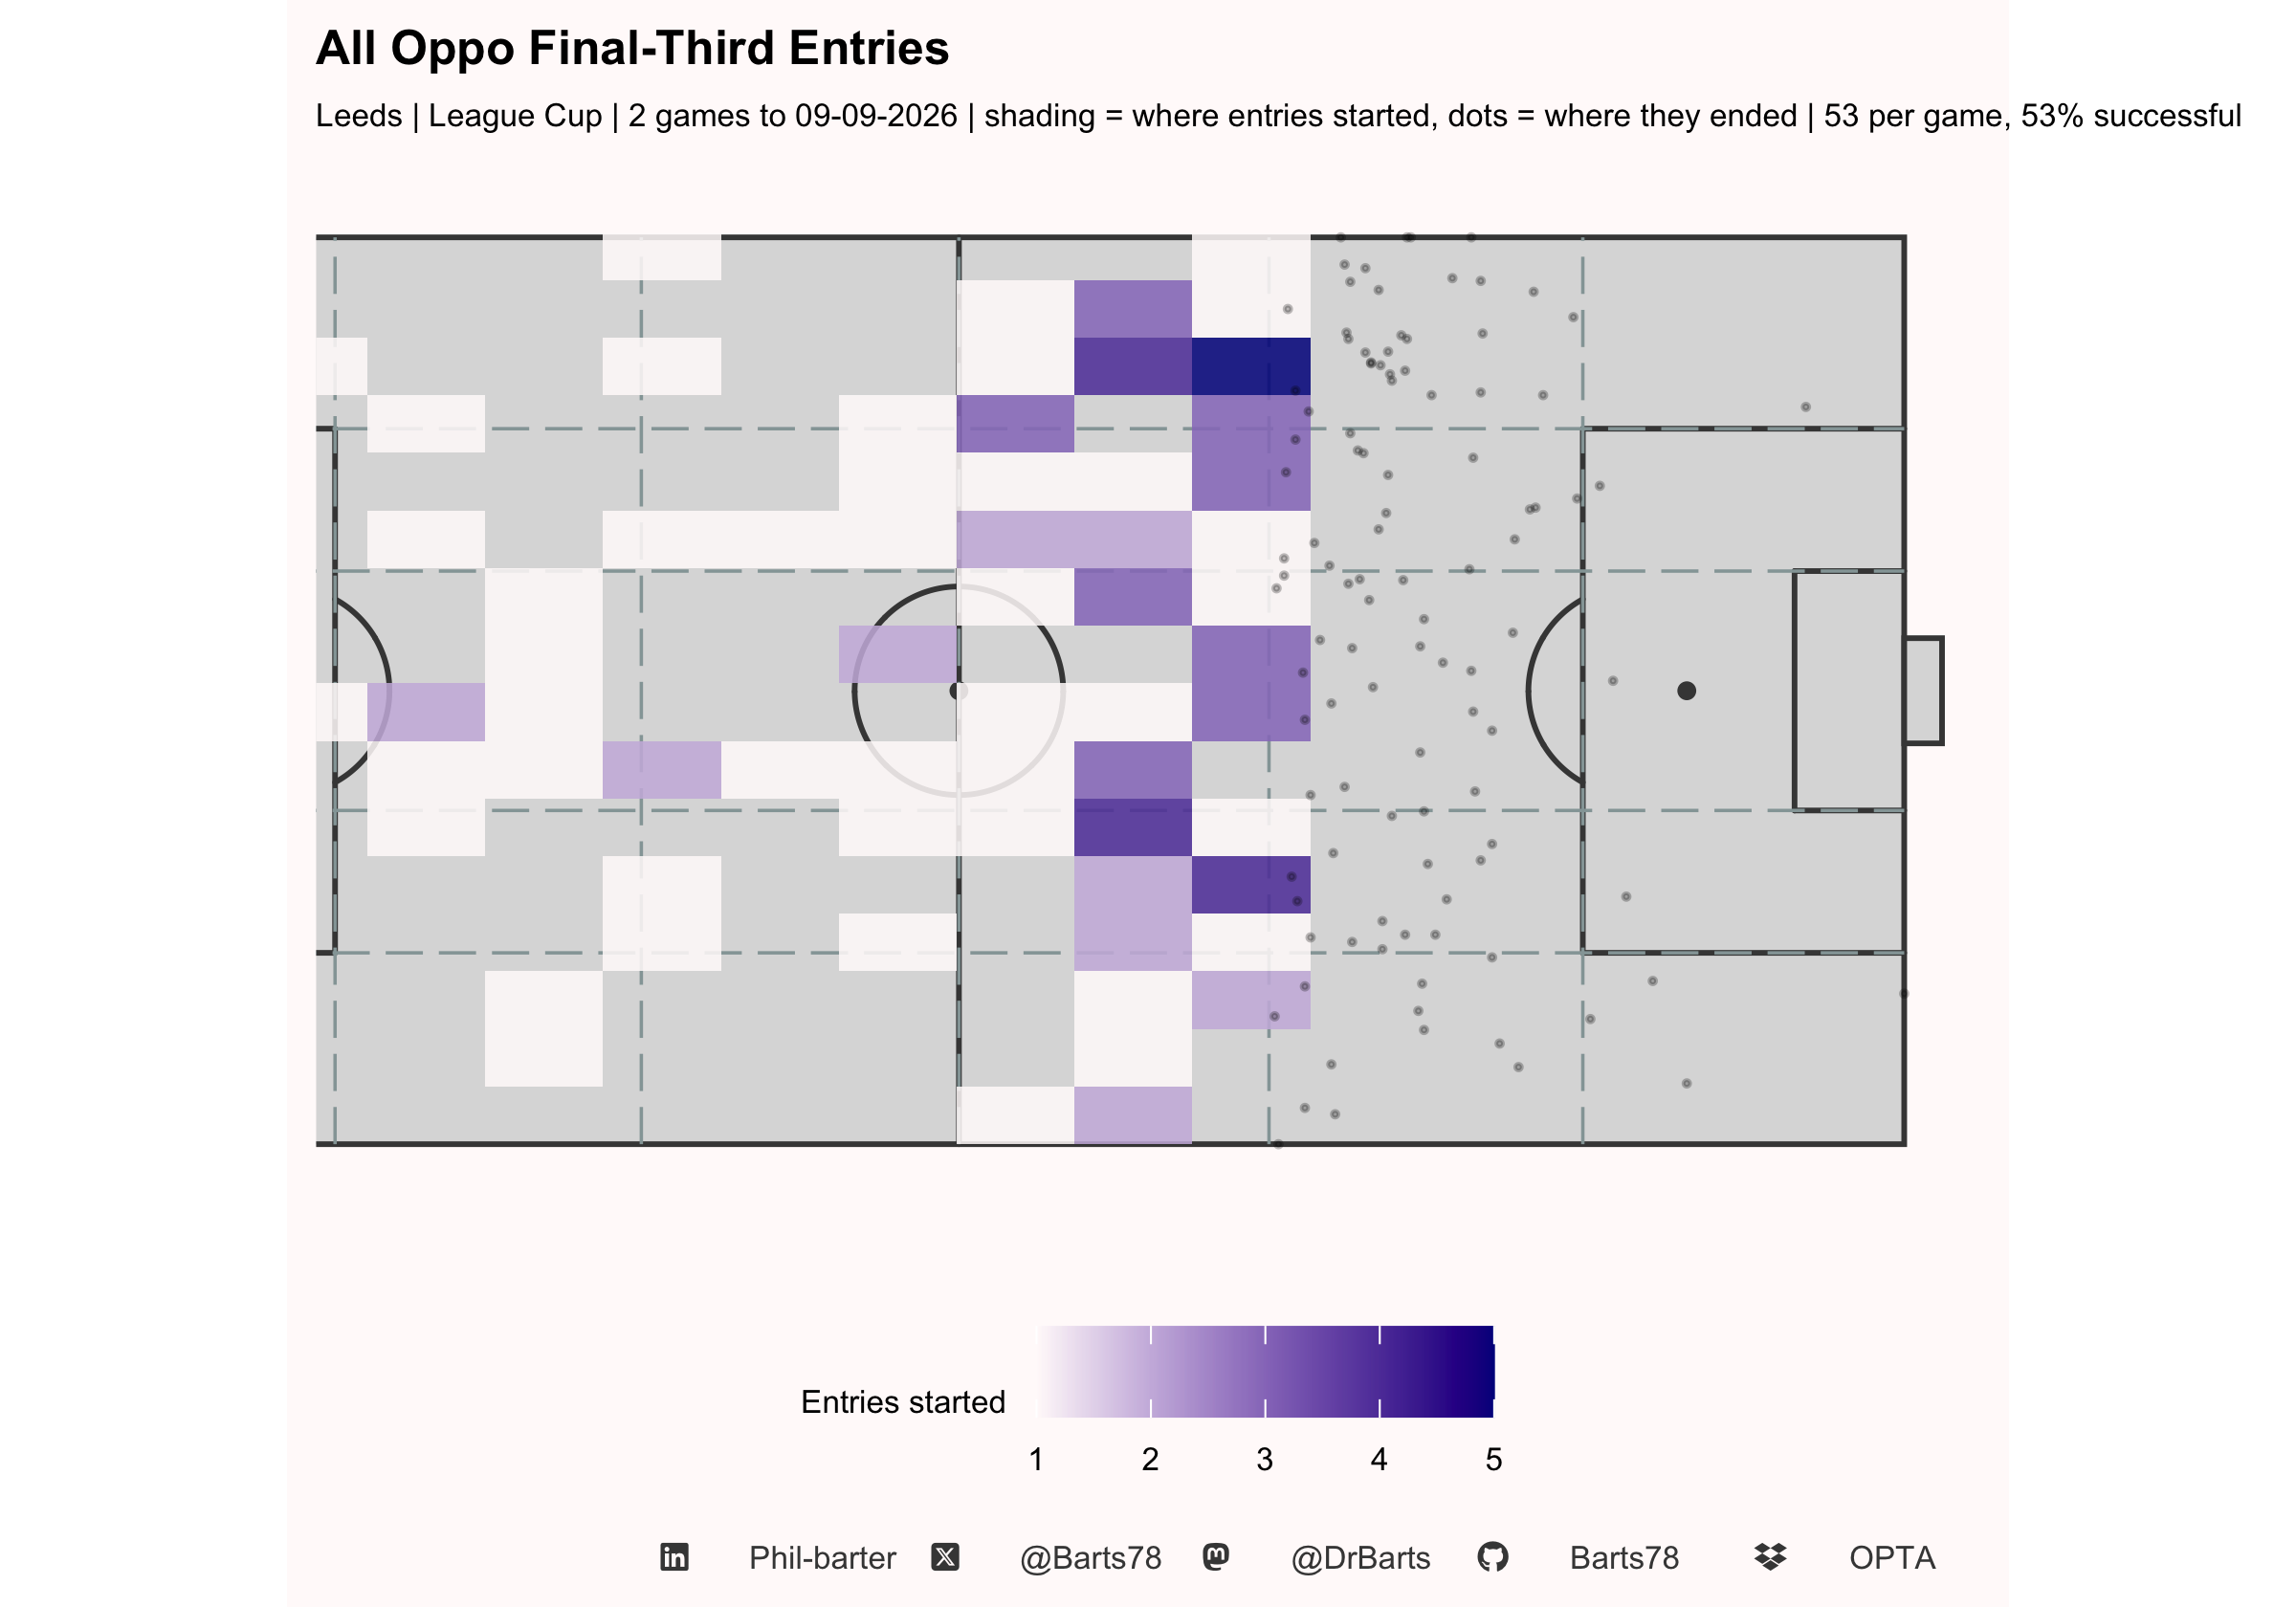 All Oppo Final-Third Entries
Leeds | League Cup | 2 games to 09-09-2026 | shading = where entries started, dots = where they ended | 53 per game, 53% successful
Entries started
1 2 3 4 5
Phil-barter @Barts78 @DrBarts Barts78 OPTA